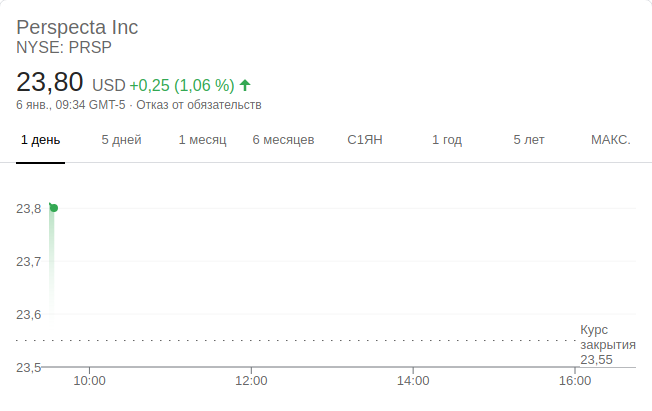 Perspecta Inc
NYSE: PRSP
23,80 USD +0,25 (1,06 %)
6 янв., 09:34 GMT-5 · Отказ от обязательств
1 день 5 дней 1 месяц 6 месяцев С1ЯН 1 год 5 лет МАКС.
23,8
23,7
23,6
Курс
закрытия
23,55
23,5
10:00 12:00 14:00 16:00